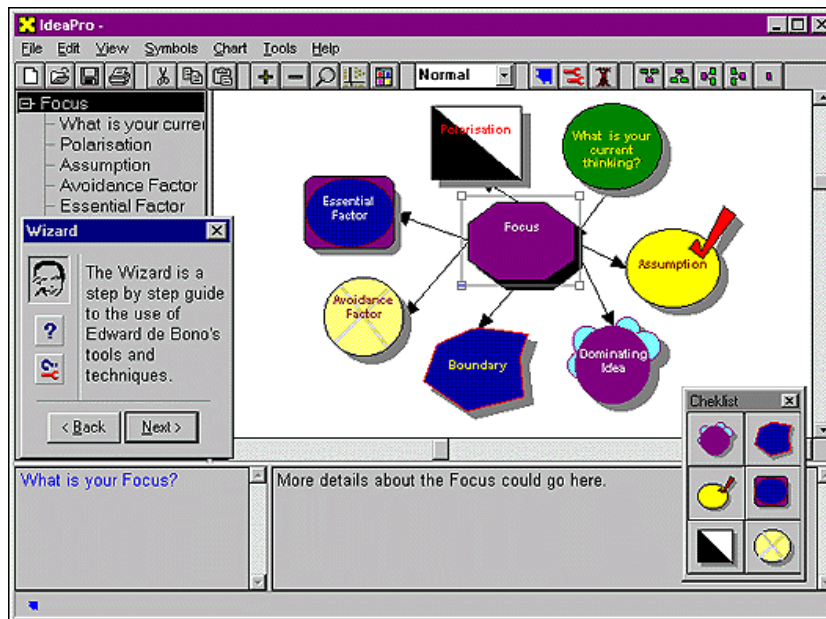 IdeaPro -
File Edit View Symbols Chart Tools Help
Normal
Focus
What is your curre
Polarisation
Assumption
Avoidance Factor
Essential Factor
Polarisation
What is your
current
thinking?
Essential
Factor
Focus
Assumption
Avoidance
Factor
Boundary
Dominating
Idea
Wizard
The Wizard is a
step by step guide
to the use of
Edward de Bono's
tools and
techniques.
?
< Back Next >
Cheklist
What is your Focus?
More details about the Focus could go here.